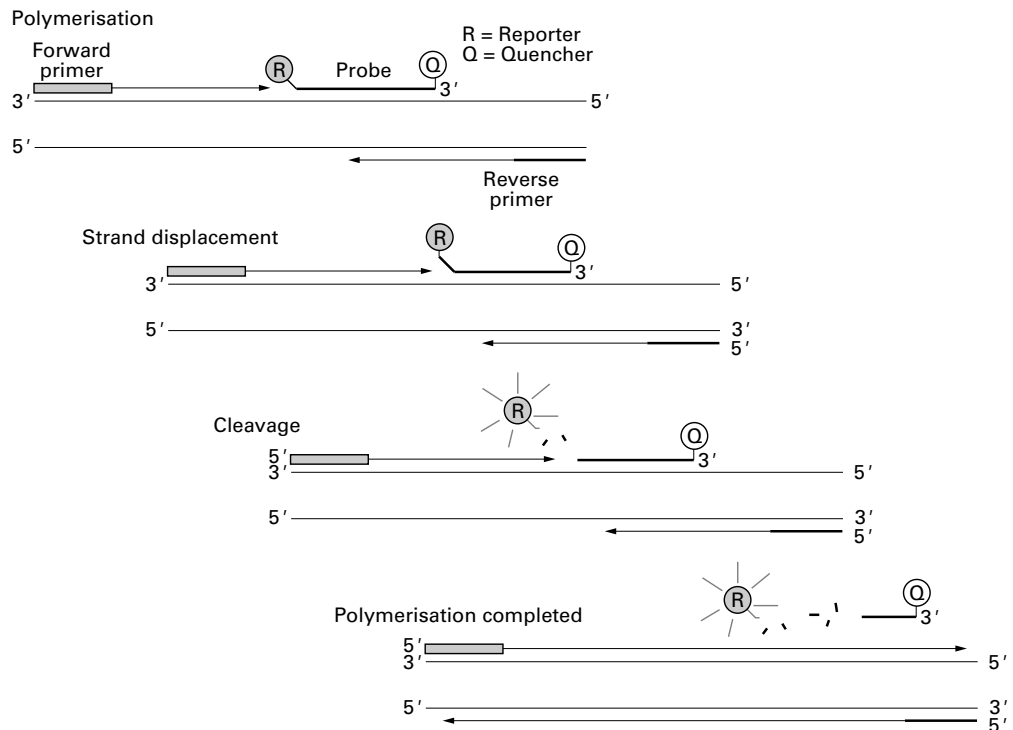 Polymerisation
R = Reporter
Q = Quencher
Forward
primer
R
Probe
Q
3′
3′
5′
5′
Reverse
primer
Strand displacement
R
Q
3′
3′
5′
5′
3′
5′
R
Cleavage
Q
5′
3′
3′
5′
5′
3′
5′
R
Q
Polymerisation completed
3′
5′
3′
5′
5′
3′
5′